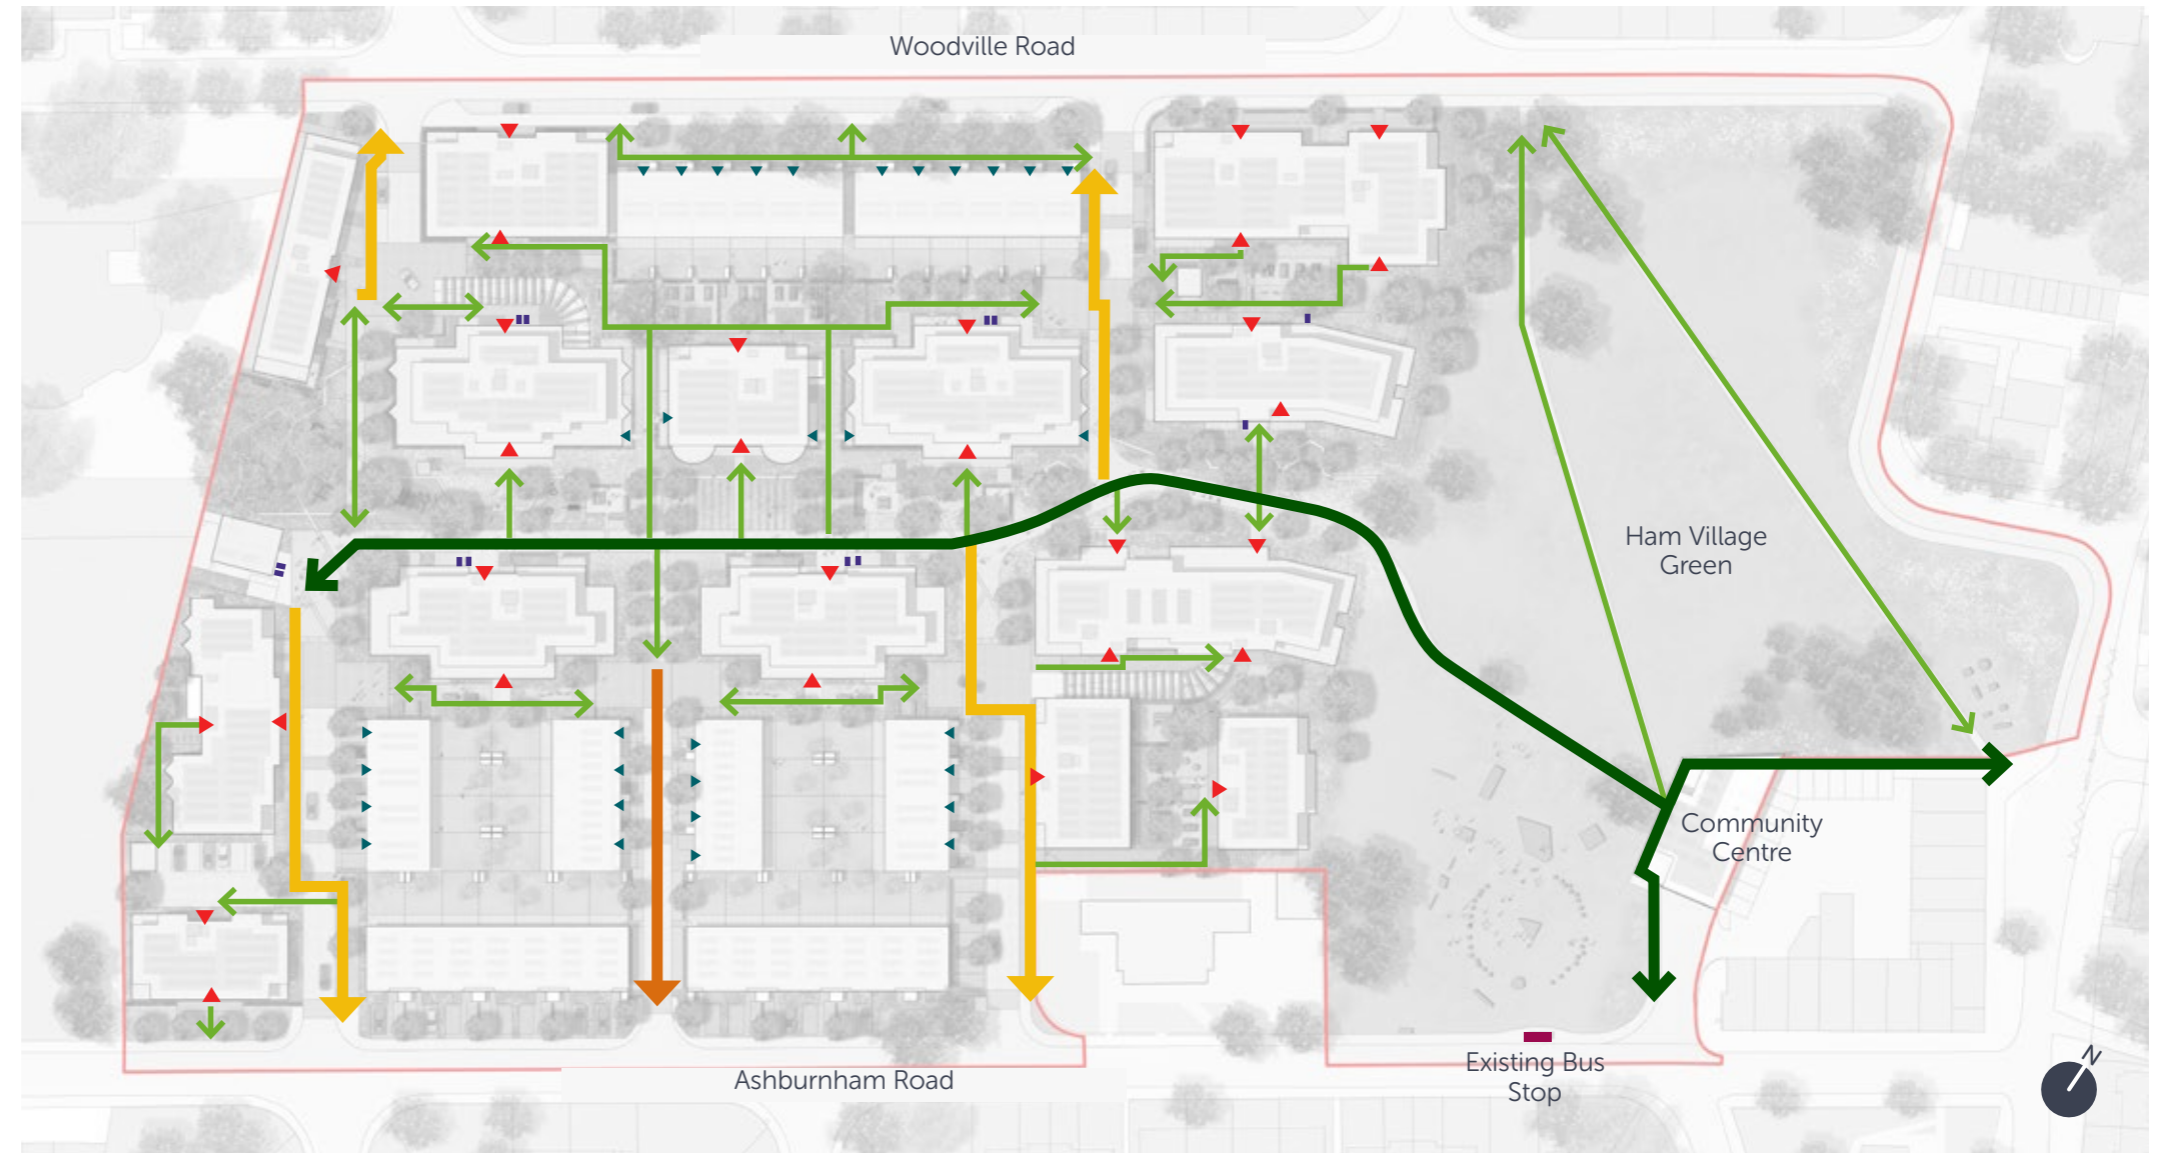 Woodville Road
Ham Village
Green
Community
Centre
Existing Bus
Stop
Ashburnham Road
N